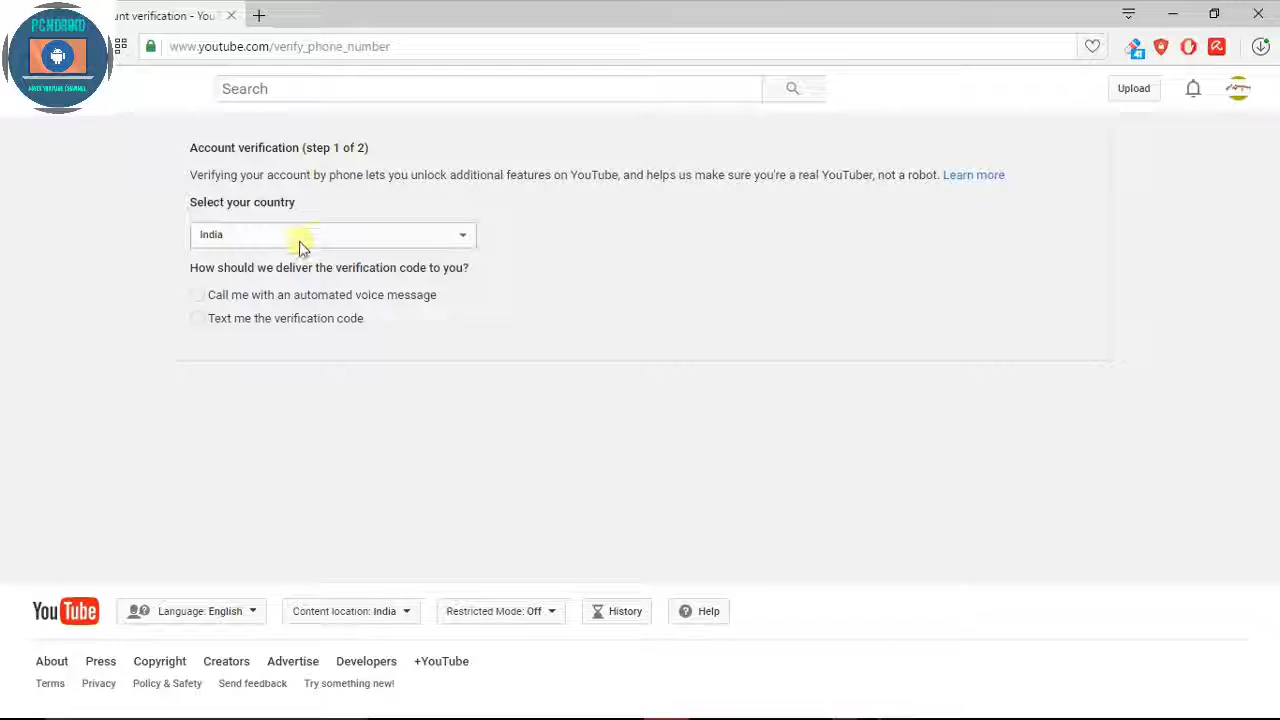 PCNDROID
ount verification - You T
www.youtube.com/verify_phone_number
41
Search
Upload
Account verification (step 1 of 2)
Verifying your account by phone lets you unlock additional features on YouTube, and helps us make sure you're a real YouTuber, not a robot. Learn more
Select your country
India
How should we deliver the verification code to you?
Call me with an automated voice message
Text me the verification code
YouTube
Language: English
Content location: India
Restricted Mode: Off
History
Help
About
Press
Copyright
Creators
Advertise
Developers
+YouTube
Terms
Privacy
Policy & Safety
Send feedback
Try something new!